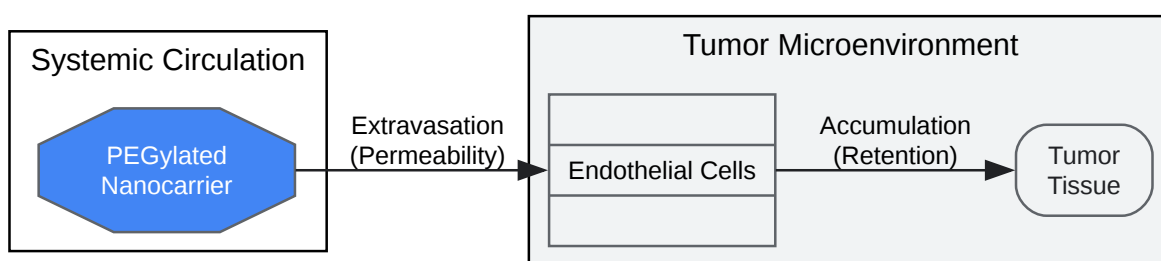 Systemic Circulation
PEGylated
Nanocarrier
Extravasation
(Permeability)
Tumor Microenvironment
Endothelial Cells
Accumulation
(Retention)
Tumor
Tissue